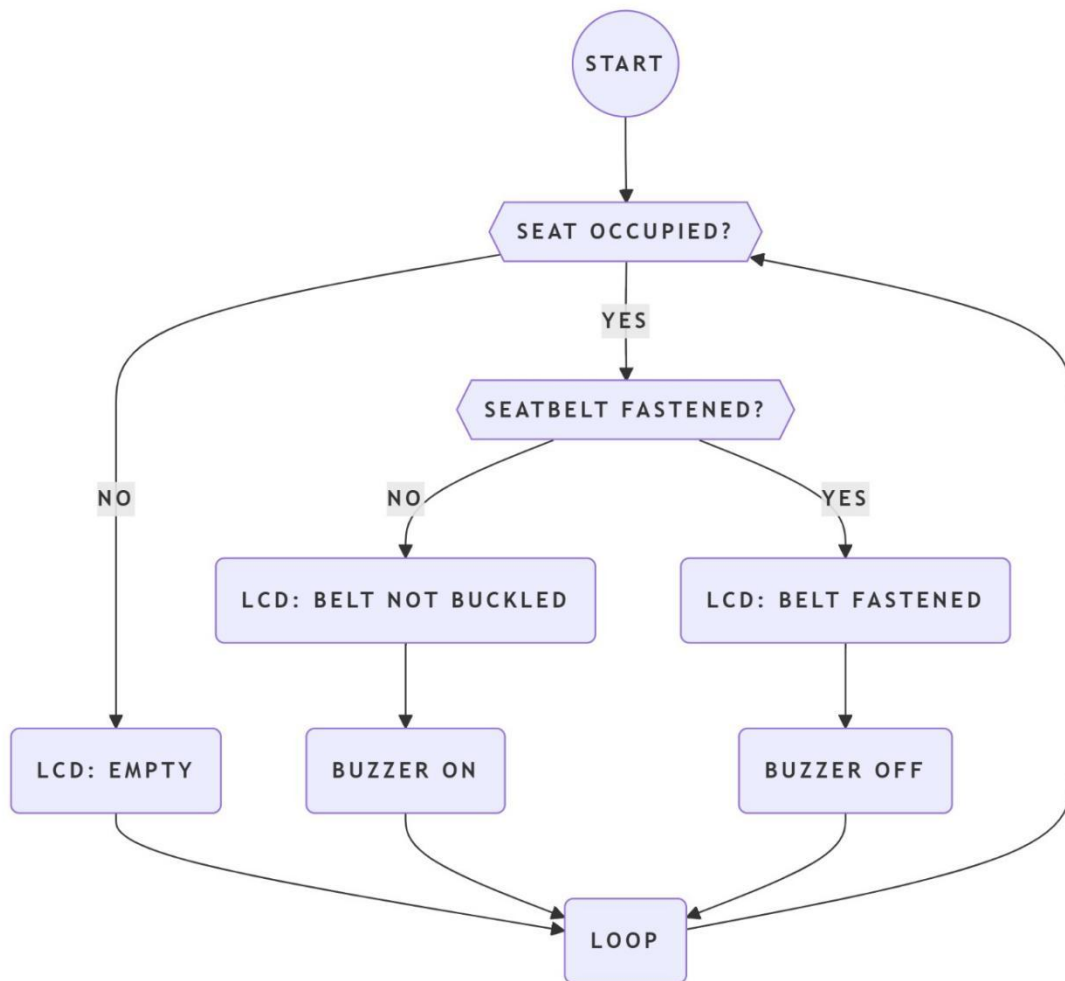 START
SEAT OCCUPIED?
YES
SEATBELT FASTENED?
NO
NO
YES
LCD: BELT NOT BUCKLED
LCD: BELT FASTENED
LCD: EMPTY
BUZZER ON
BUZZER OFF
LOOP